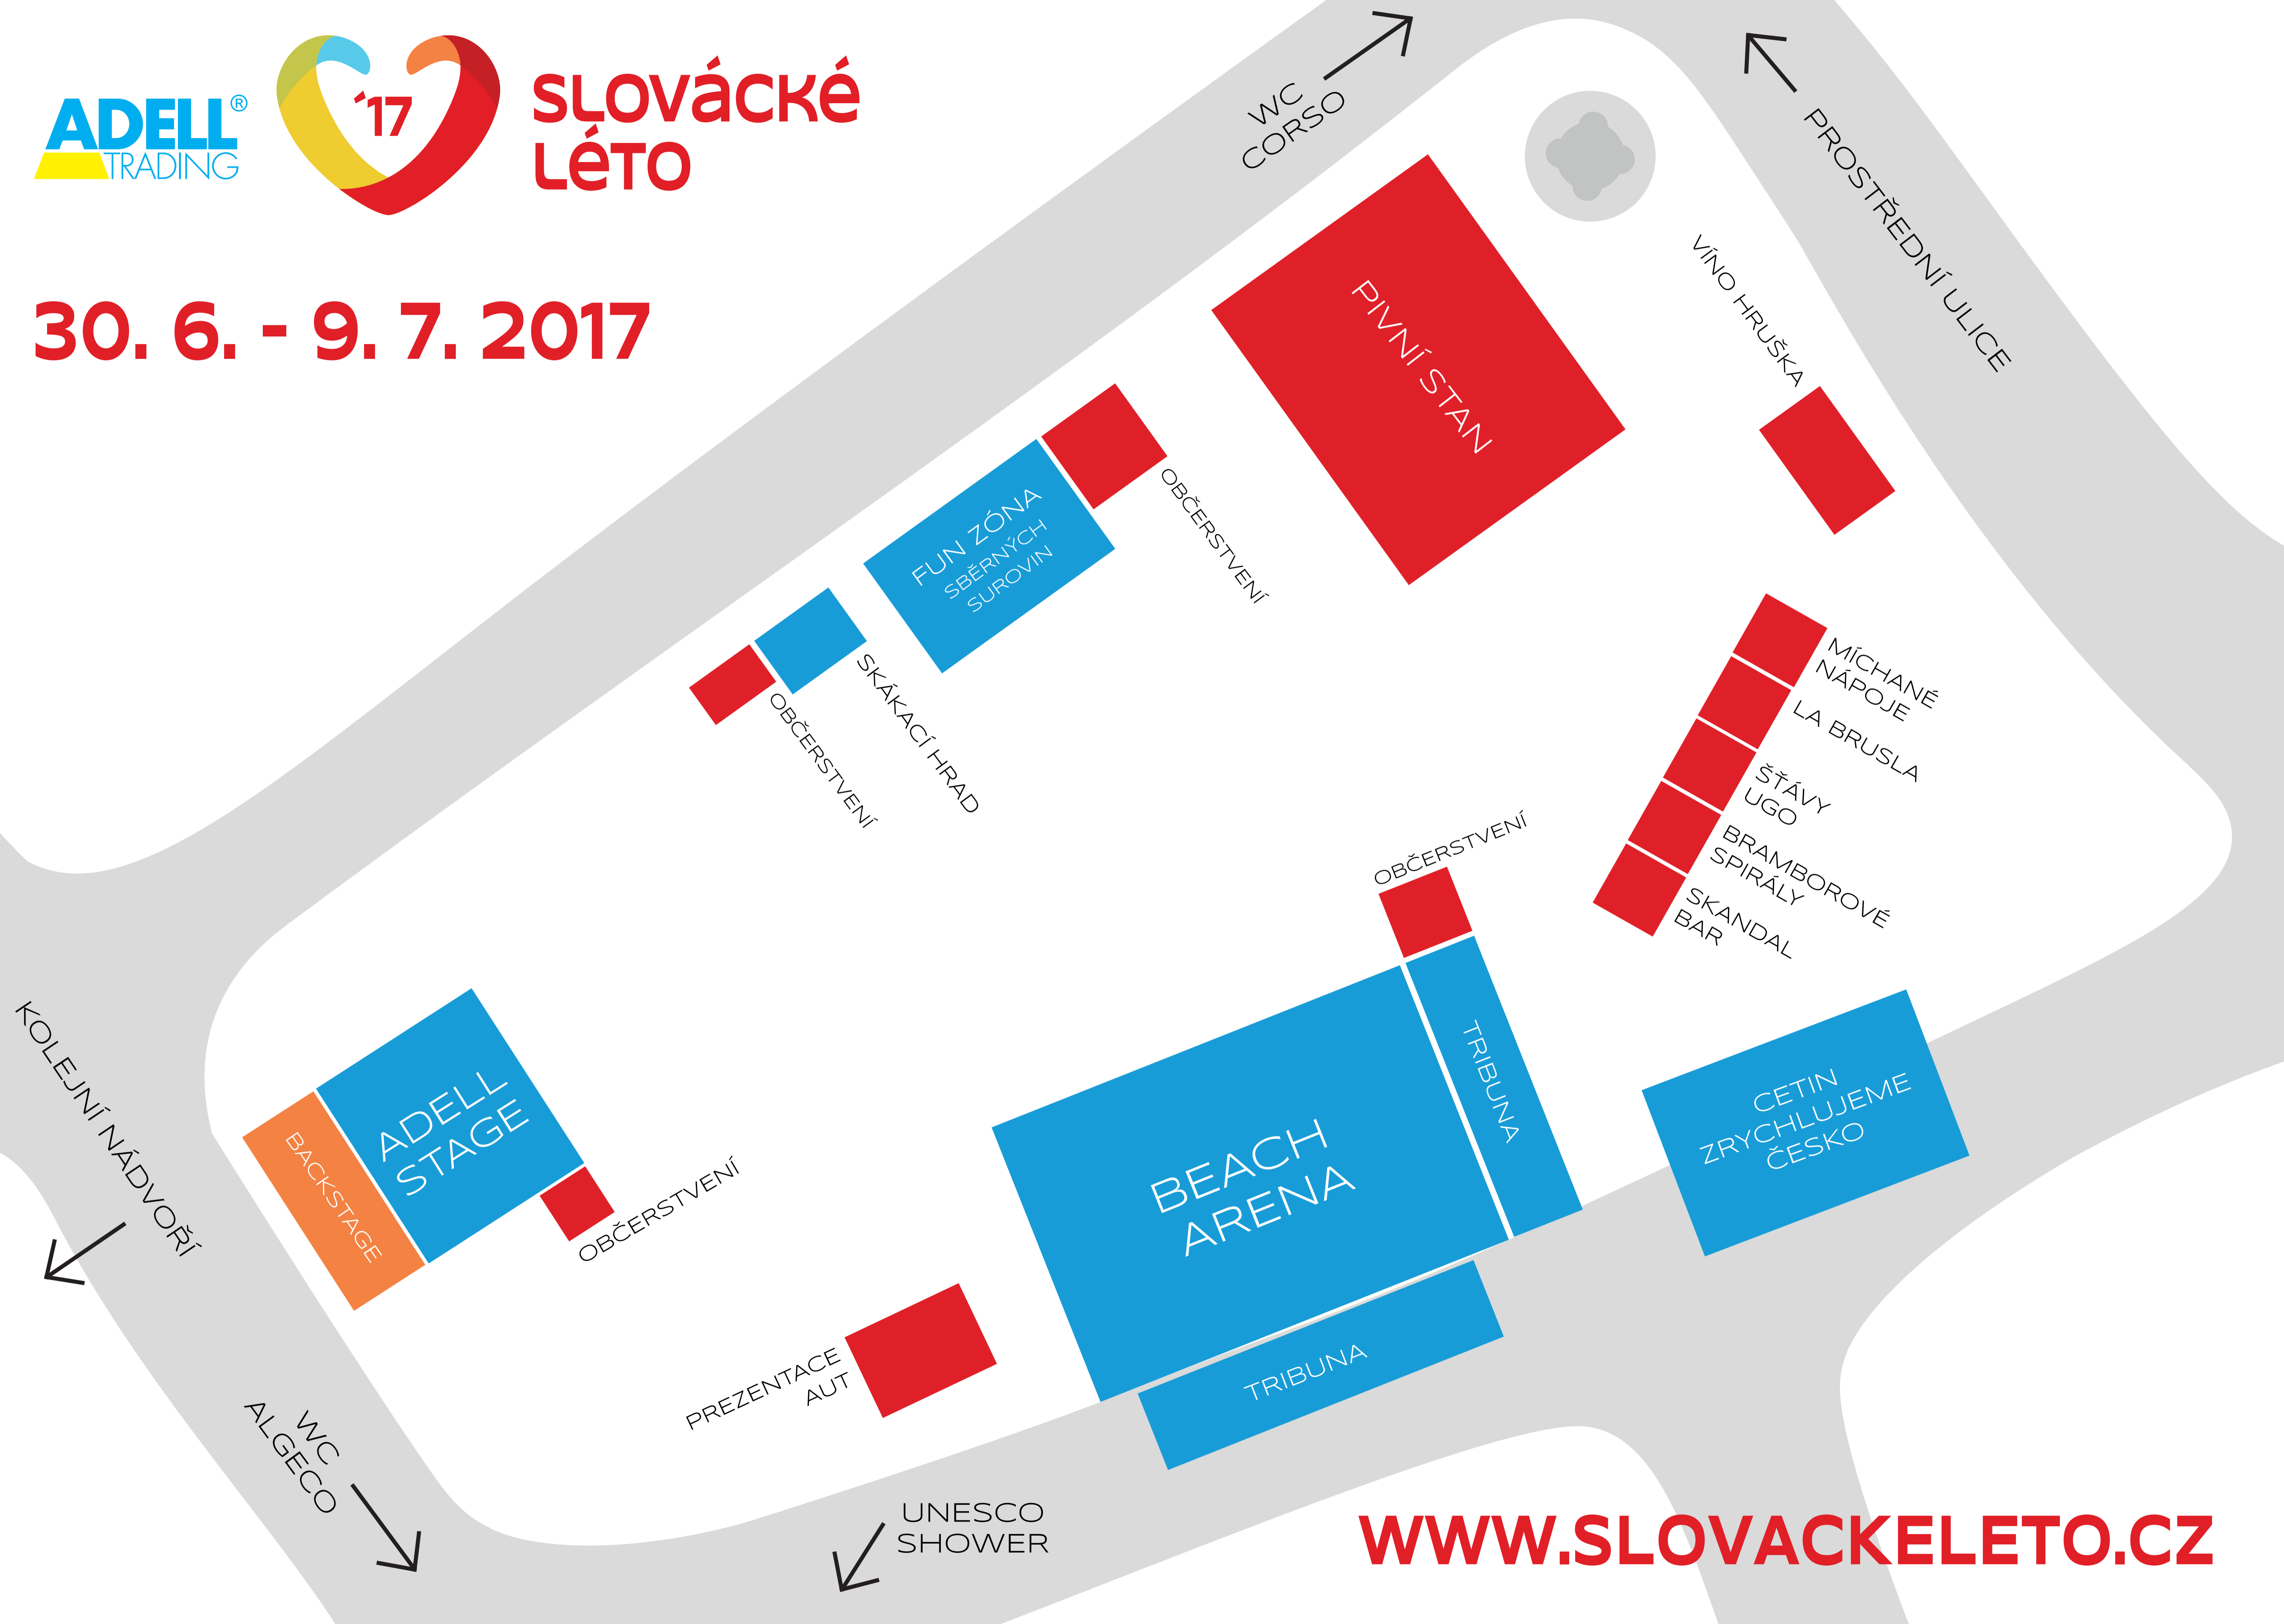 ADELL®
TRADING
'17
SLOVÁCKÉ
LÉTO
30. 6. - 9. 7. 2017
WC
CORSO
PROSTŘEDNÍ ULICE
VÍNO HRUŠKA
PIVNÍ STAN
OBČERSTVENÍ
FUN ZÓNA
SBĚRNÝCH
SUROVIN
SKÁKACÍ HRAD
OBČERSTVENÍ
MÍCHANÉ
NÁPOJE
LA BRUSLA
ŠŤÁVY
UGO
BRAMBOROVÉ
SPIRÁLY
SKANDAL
BAR
OBČERSTVENÍ
TRIBUNA
BEACH
ARENA
TRIBUNA
CETIN
ZRYCHLUJEME
ČESKO
KOLEJNÍ NÁDVOŘÍ
ADELL
STAGE
BACKSTAGE
OBČERSTVENÍ
PREZENTACE
AUT
WC
ALGECO
UNESCO
SHOWER
WWW.SLOVACKELETO.CZ